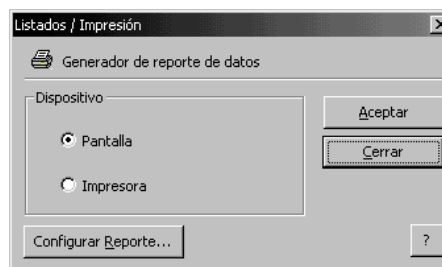 Listados / Impresión
Generador de reporte de datos
Dispositivo
Pantalla
Impresora
Aceptar
Cerrar
Configurar Reporte...
?